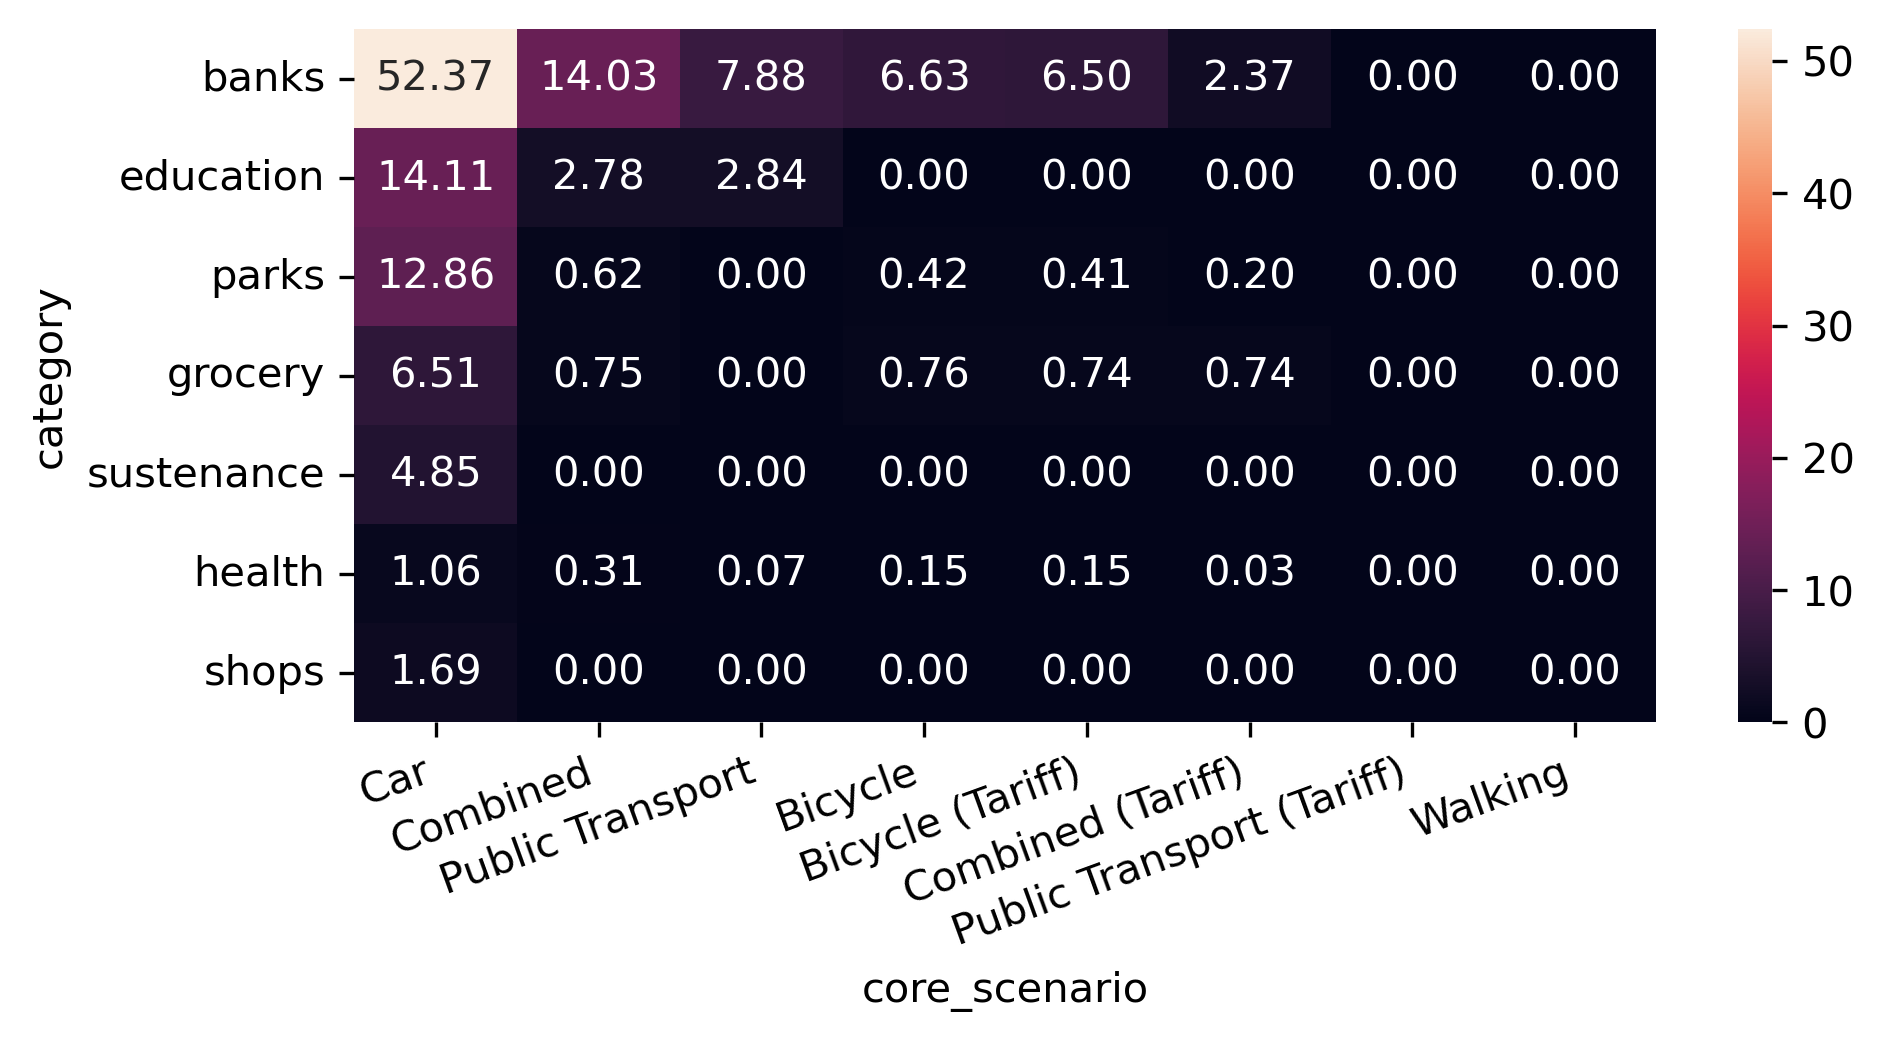 category
banks 52.37 14.03 7.88 6.63 6.50 2.37 0.00 0.00
education 14.11 2.78 2.84 0.00 0.00 0.00 0.00 0.00
parks 12.86 0.62 0.00 0.42 0.41 0.20 0.00 0.00
grocery 6.51 0.75 0.00 0.76 0.74 0.74 0.00 0.00
sustenance 4.85 0.00 0.00 0.00 0.00 0.00 0.00 0.00
health 1.06 0.31 0.07 0.15 0.15 0.03 0.00 0.00
shops 1.69 0.00 0.00 0.00 0.00 0.00 0.00 0.00
Car
Combined
Public Transport
Bicycle
Bicycle (Tariff)
Combined (Tariff)
Public Transport (Tariff)
Walking
core_scenario
50
40
30
20
10
0